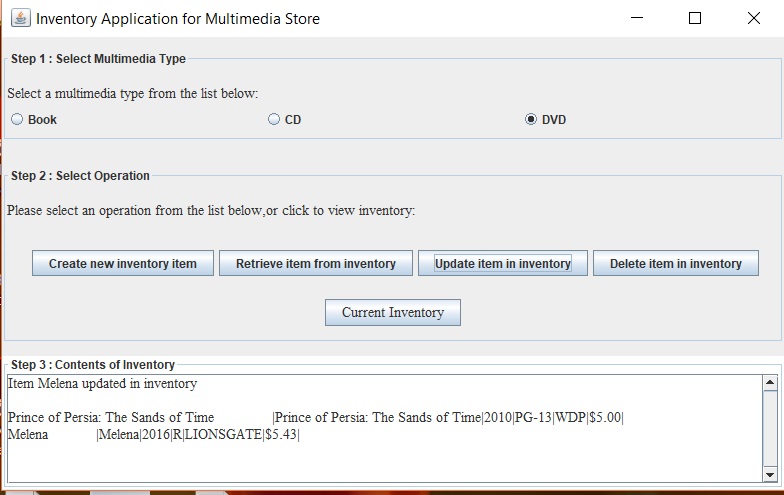 Inventory Application for Multimedia Store
Step 1 : Select Multimedia Type
Select a multimedia type from the list below:
Book CD DVD
Step 2 : Select Operation
Please select an operation from the list below,or click to view inventory:
Create new inventory item Retrieve item from inventory Update item in inventory Delete item in inventory
Current Inventory
Step 3 : Contents of Inventory
Item Melena updated in inventory
Prince of Persia: The Sands of Time |Prince of Persia: The Sands of Time|2010|PG-13|WDP|$5.00|
Melena |Melena|2016|R|LIONSGATE|$5.43|